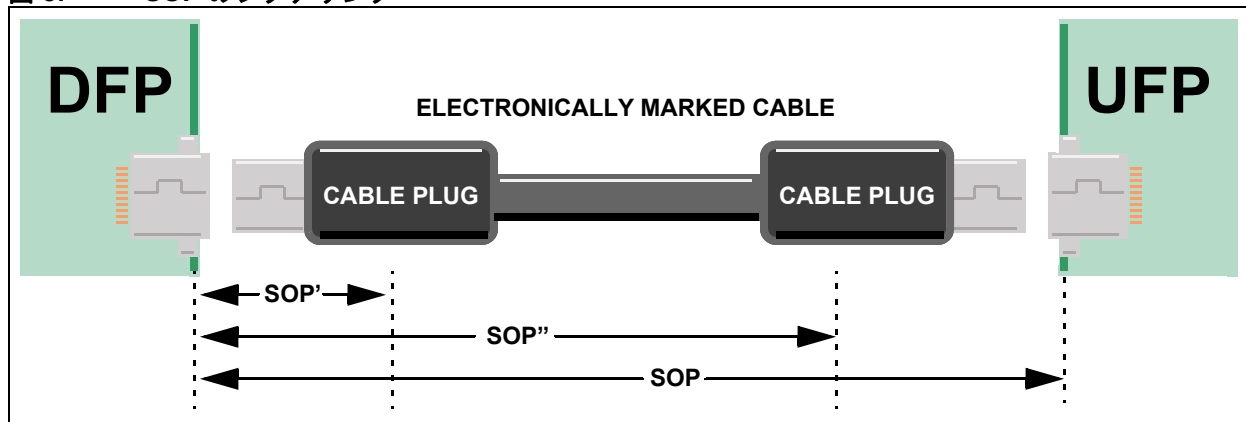 DFP
UFP
ELECTRONICALLY MARKED CABLE
CABLE PLUG
CABLE PLUG
SOP’
SOP”
SOP